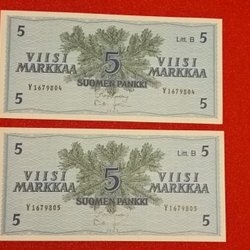 5 Litt. B 5
VIISI 5 VIISI
MARKKAA MARKKAA
SUOMEN PANKKI
Y1679804 Y1679804
5 5
5 Litt. B 5
VIISI 5 VIISI
MARKKAA MARKKAA
SUOMEN PANKKI
Y1679805 Y1679805
5 5